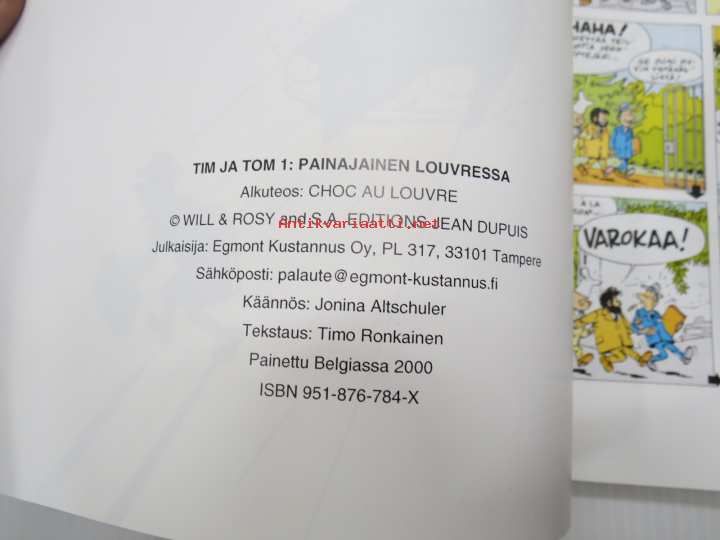 TIM JA TOM 1: PAINAJAINEN LOUVRESSA
Alkuteos: CHOC AU LOUVRE
© WILL & ROSY and S.A. EDITIONS JEAN DUPUIS
Antikvariaatti.net
Julkaisija: Egmont Kustannus Oy, PL 317, 33101 Tampere
Sähköposti: palaute@egmont-kustannus.fi
Käännös: Jonina Altschuler
Tekstaus: Timo Ronkainen
Painettu Belgiassa 2000
ISBN 951-876-784-X
HAHA!
À LA
VAROKAA!